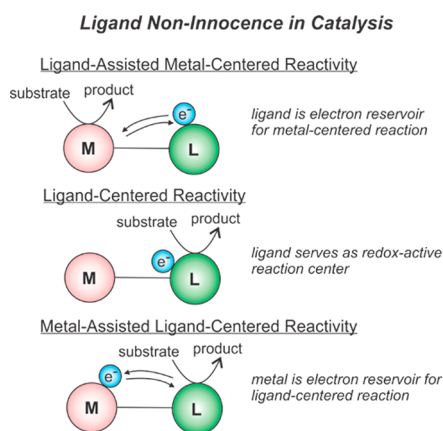 Ligand Non-Innocence in Catalysis
Ligand-Assisted Metal-Centered Reactivity
substrate product
e-
M L
ligand is electron reservoir
for metal-centered reaction
Ligand-Centered Reactivity
substrate product
e-
M L
ligand serves as redox-active
reaction center
Metal-Assisted Ligand-Centered Reactivity
substrate product
e-
M L
metal is electron reservoir for
ligand-centered reaction